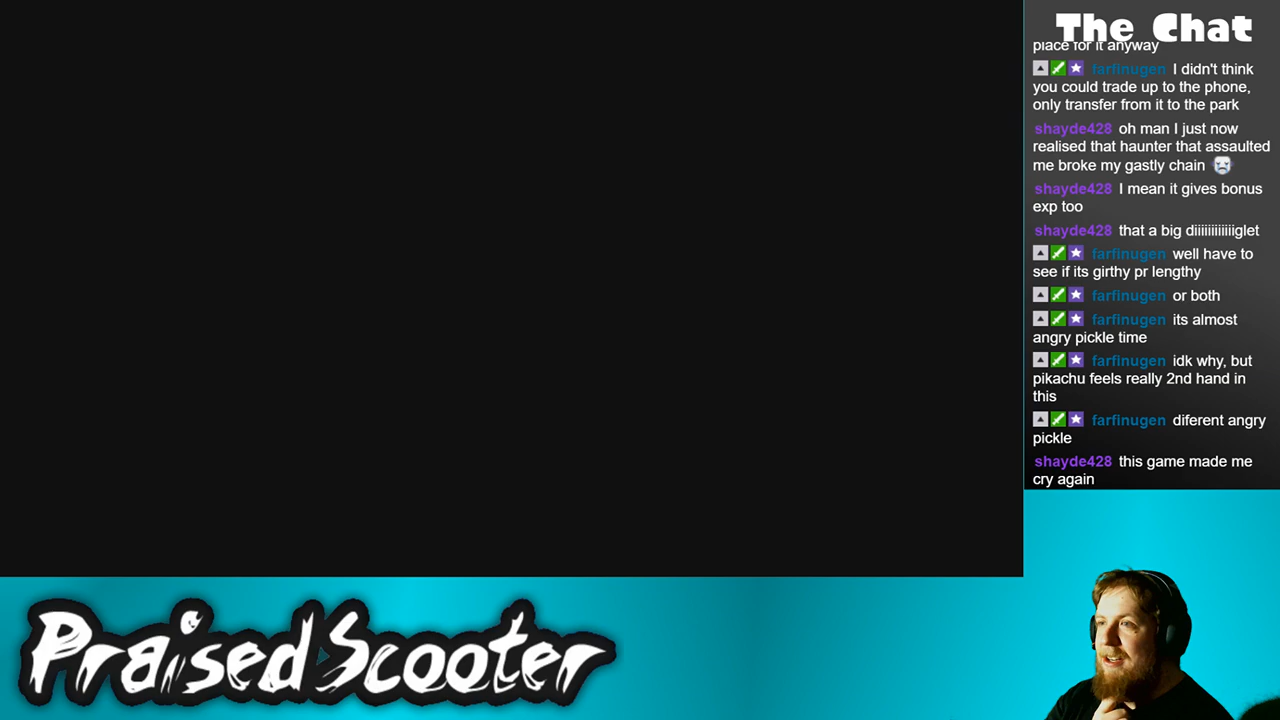 The Chat
place for it anyway
farfinugen I didn't think
you could trade up to the phone,
only transfer from it to the park
shayde428 oh man I just now
realised that haunter that assaulted
me broke my gastly chain
shayde428 I mean it gives bonus
exp too
shayde428 that a big diiiiiiiiiiiiglet
farfinugen well have to
see if its girthy pr lengthy
farfinugen or both
farfinugen its almost
angry pickle time
farfinugen idk why, but
pikachu feels really 2nd hand in
this
farfinugen diferent angry
pickle
shayde428 this game made me
cry again
PraisedScooter